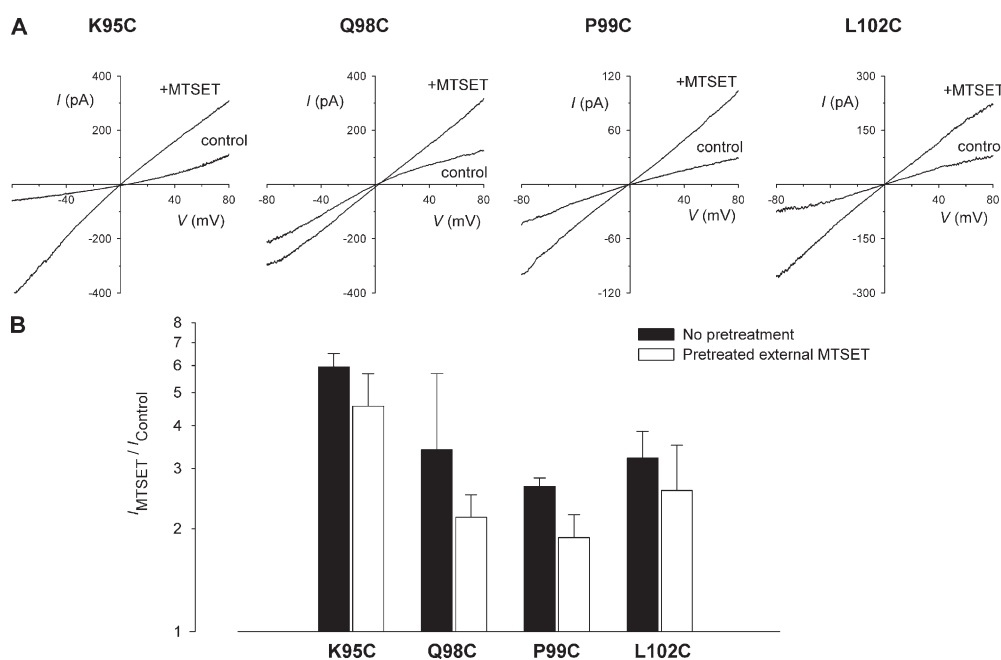 A
K95C
Q98C
P99C
L102C
400
I (pA)
+MTSET
200
control
-40
40
80
V (mV)
-200
-400
400
I (pA)
+MTSET
200
control
-80
-40
40
80
V (mV)
-200
-400
120
I (pA)
+MTSET
60
control
-80
-40
40
80
V (mV)
-60
-120
300
I (pA)
+MTSET
150
contro
-80
-40
40
80
V (mV)
-150
-300
B
8
7
6
5
4
3
2
1
IMTSET / IControl
No pretreatment
Pretreated external MTSET
K95C
Q98C
P99C
L102C